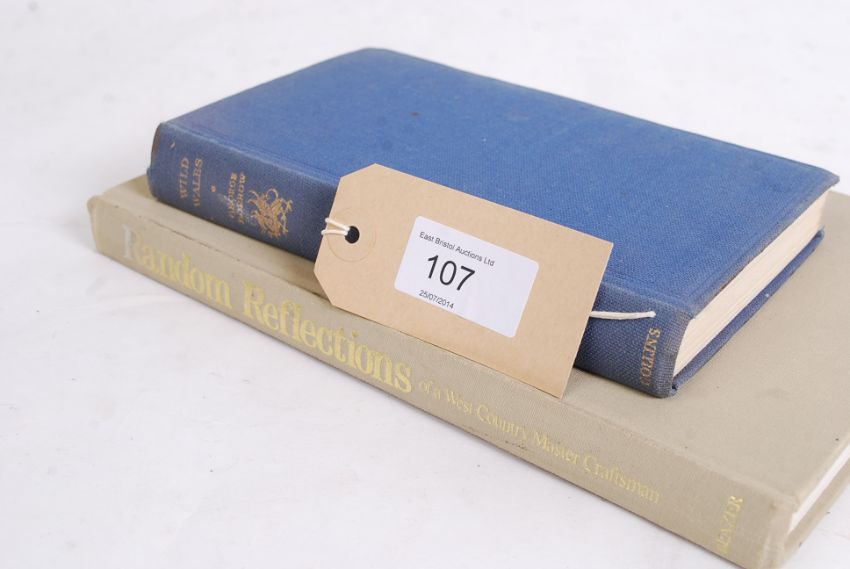 WILD
WALES
GEORGE
BORROW
COLLINS
East Bristol Auctions Ltd
107
25/07/2014
Random Reflections of a West Country Master Craftsman